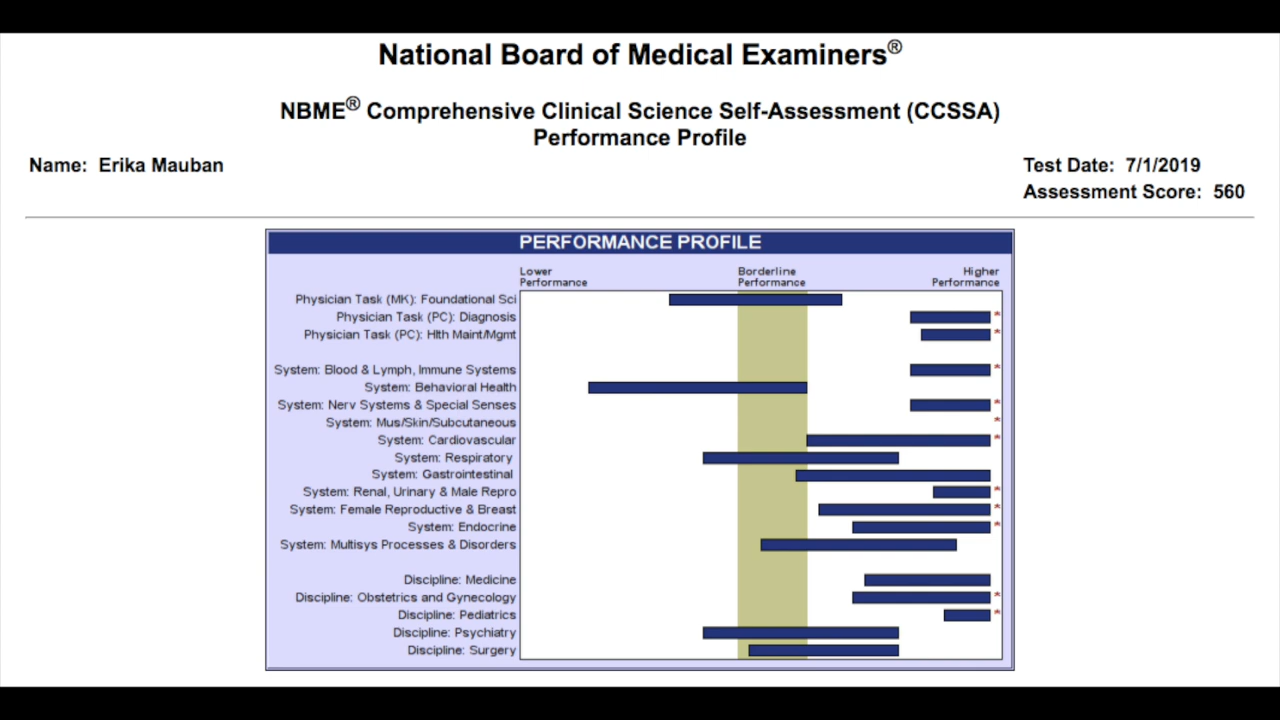 National Board of Medical Examiners®
NBME® Comprehensive Clinical Science Self-Assessment (CCSSA)
Performance Profile
Name: Erika Mauban
Test Date: 7/1/2019
Assessment Score: 560
PERFORMANCE PROFILE
Lower Performance
Borderline Performance
Higher Performance
Physician Task (MK): Foundational Sci
Physician Task (PC): Diagnosis *
Physician Task (PC): Hlth Maint/Mgmt *
System: Blood & Lymph, Immune Systems *
System: Behavioral Health
System: Nerv Systems & Special Senses *
System: Mus/Skin/Subcutaneous *
System: Cardiovascular *
System: Respiratory
System: Gastrointestinal
System: Renal, Urinary & Male Repro *
System: Female Reproductive & Breast *
System: Endocrine *
System: Multisys Processes & Disorders
Discipline: Medicine
Discipline: Obstetrics and Gynecology *
Discipline: Pediatrics *
Discipline: Psychiatry
Discipline: Surgery